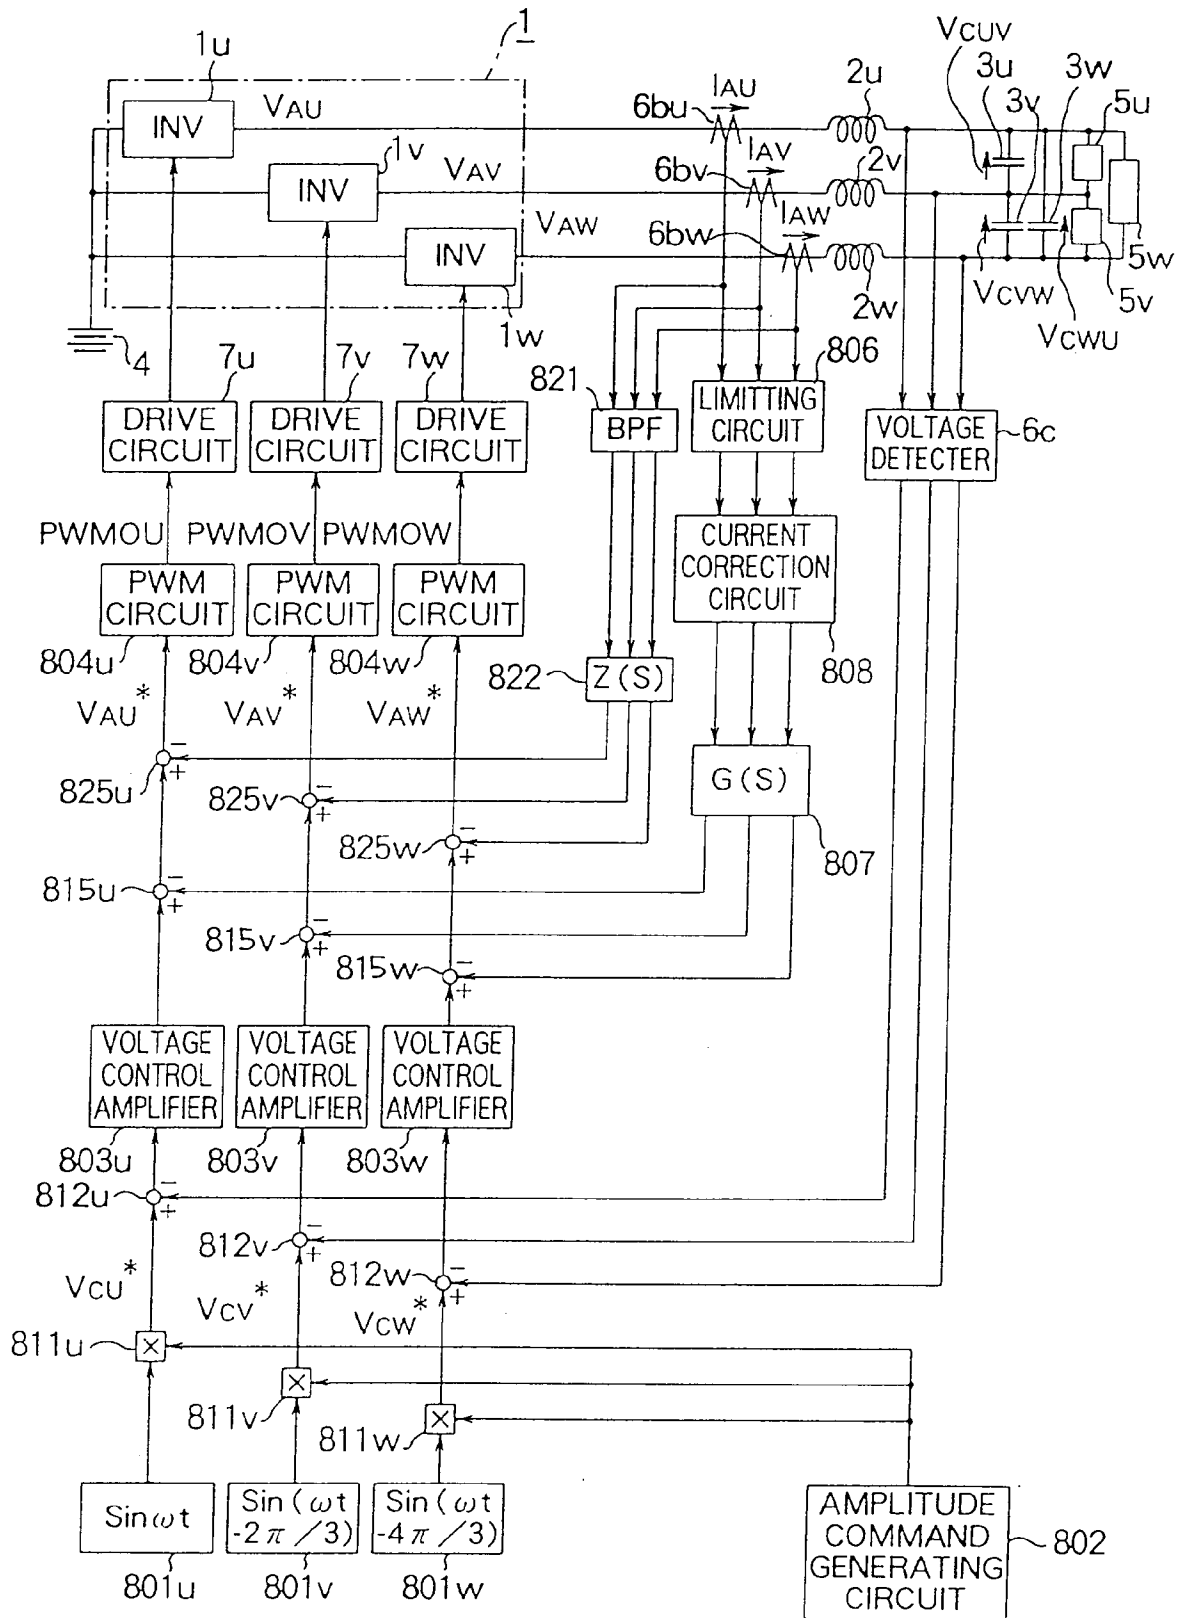 1
1u
VCUV
3u
3w
3v
5u
INV
VAU
6bu
IAU
2u
1v
INV
VAV
6bv
IAV
2v
VAW
6bw
IAW
INV
5w
1w
2w
VCVW
5v
VCWU
4
7u
7v
7w
821
806
DRIVE
CIRCUIT
DRIVE
CIRCUIT
DRIVE
CIRCUIT
BPF
LIMITTING
CIRCUIT
VOLTAGE
DETECTER
6c
PWMOU
PWMOV
PWMOW
CURRENT
CORRECTION
CIRCUIT
PWM
CIRCUIT
PWM
CIRCUIT
PWM
CIRCUIT
804u
804v
804w
822
Z(S)
808
VAU*
VAV*
VAW*
- +
825u
825v
- +
G(S)
825w
- +
807
815u
- +
815v
- +
815w
- +
VOLTAGE
CONTROL
AMPLIFIER
VOLTAGE
CONTROL
AMPLIFIER
VOLTAGE
CONTROL
AMPLIFIER
803u
803v
803w
812u
- +
812v
- +
812w
- +
VCU*
VCV*
VCW*
811u
×
811v
×
811w
×
Sinωt
Sin(ωt
-2π/3)
Sin(ωt
-4π/3)
AMPLITUDE
COMMAND
GENERATING
CIRCUIT
802
801u
801v
801w